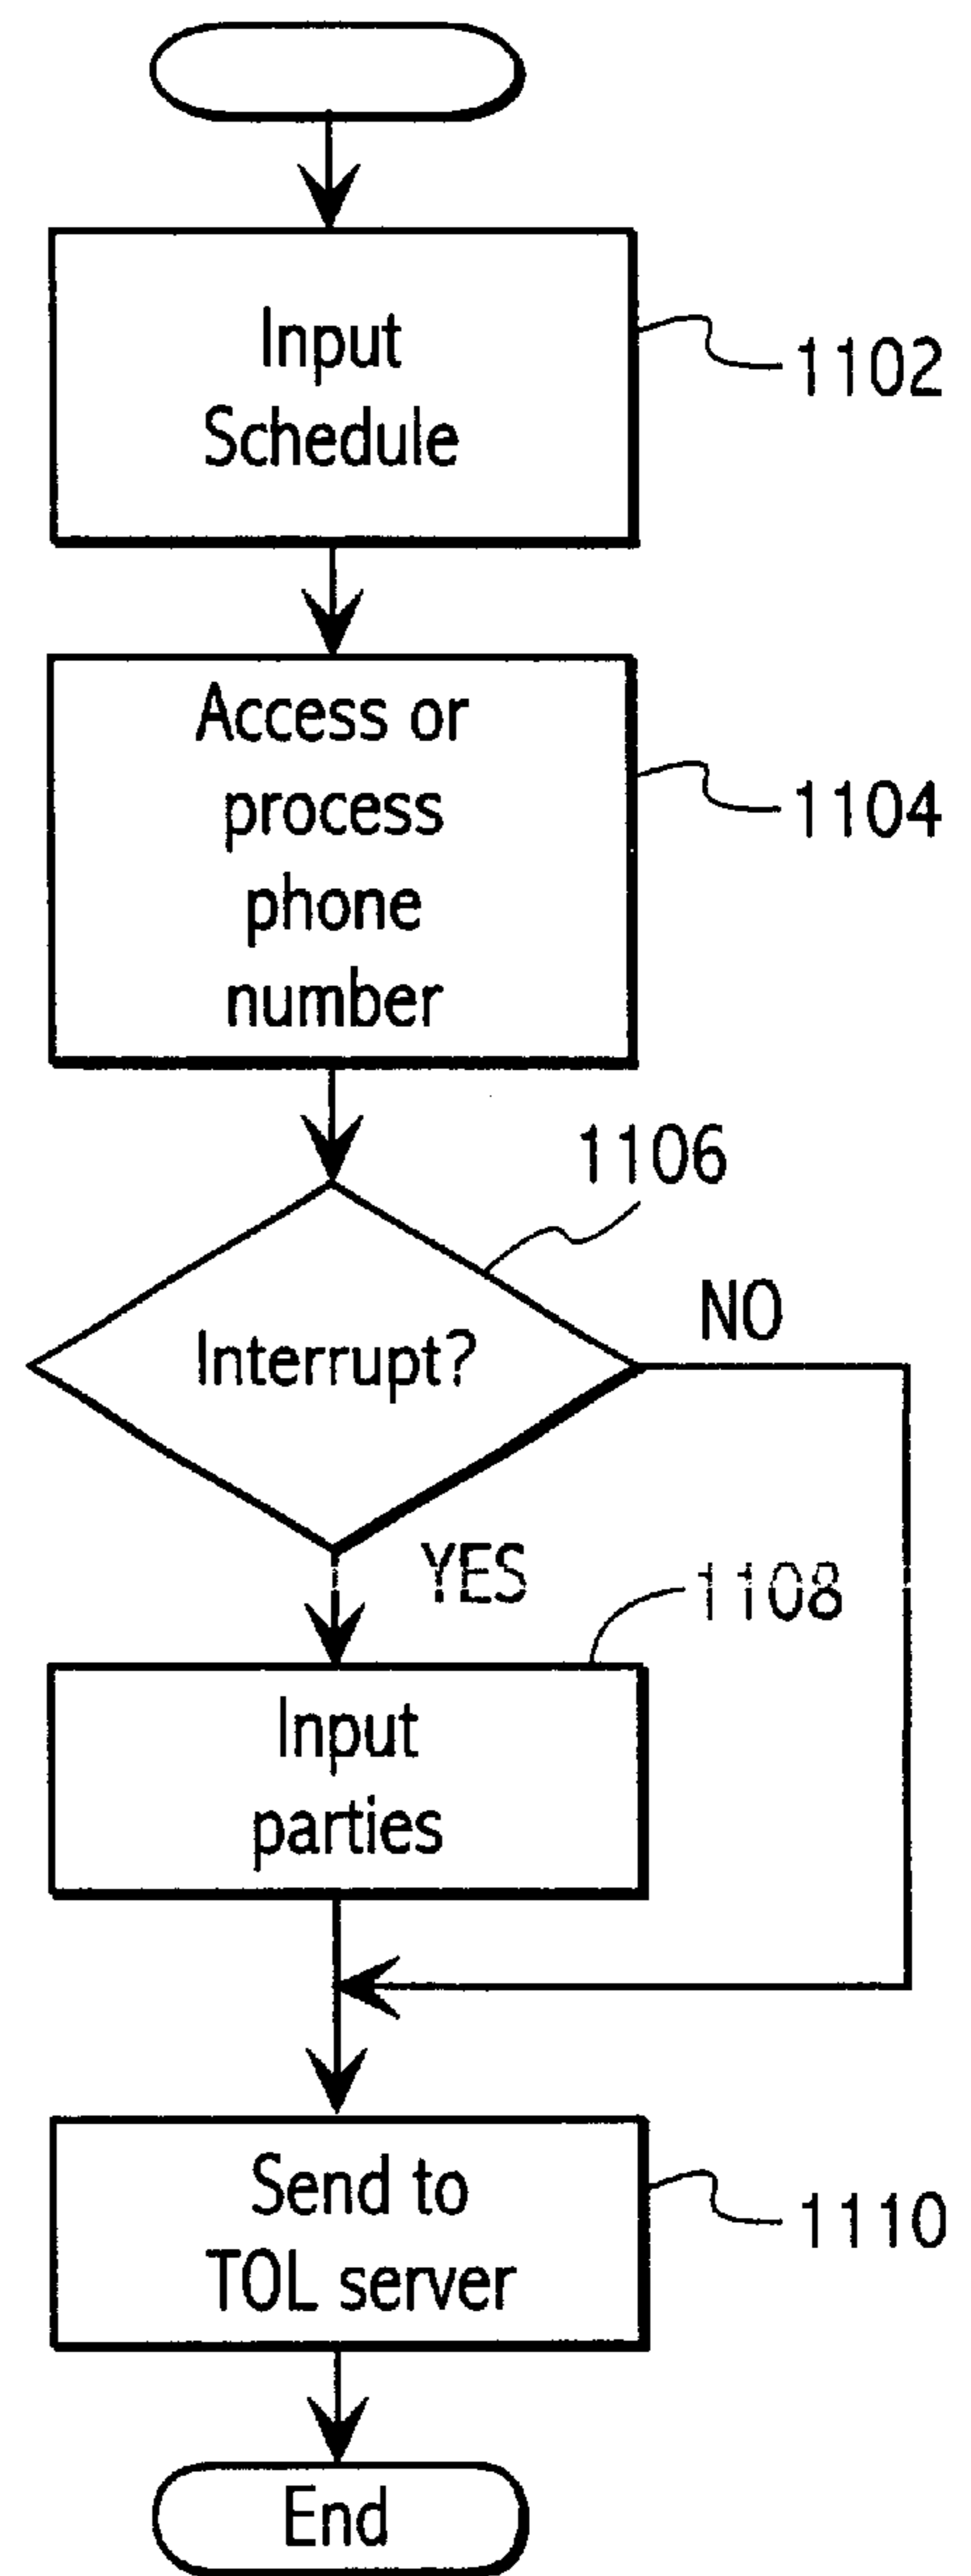 Input
Schedule
1102
Access or
process
phone
number
1104
1106
Interrupt?
NO
YES
1108
Input
parties
Send to
TOL server
1110
End